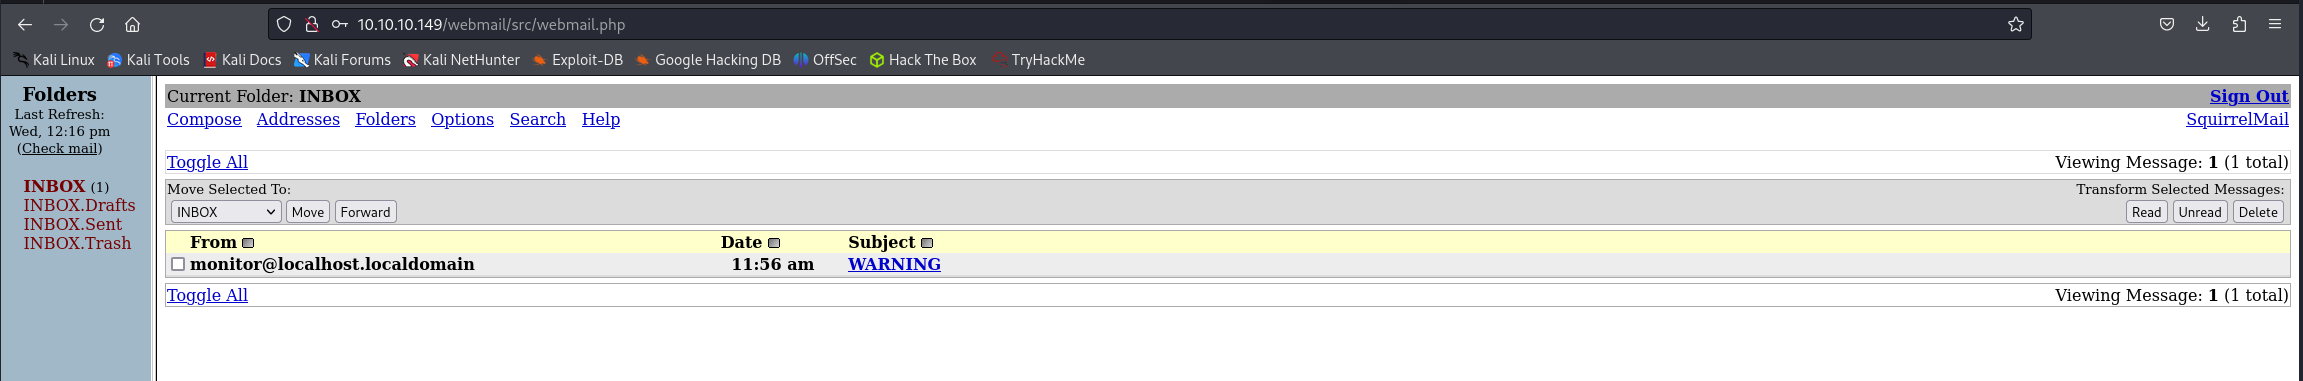 10.10.10.149/webmail/src/webmail.php
Kali Linux Kali Tools Kali Docs Kali Forums Kali NetHunter Exploit-DB Google Hacking DB OffSec Hack The Box TryHackMe
Folders
Last Refresh:
Wed, 12:16 pm
(Check mail)
INBOX (1)
INBOX.Drafts
INBOX.Sent
INBOX.Trash
Current Folder: INBOX Sign Out
Compose Addresses Folders Options Search Help SquirrelMail
Toggle All Viewing Message: 1 (1 total)
Move Selected To: Transform Selected Messages:
INBOX Move Forward Read Unread Delete
From Date Subject
monitor@localhost.localdomain 11:56 am WARNING
Toggle All Viewing Message: 1 (1 total)